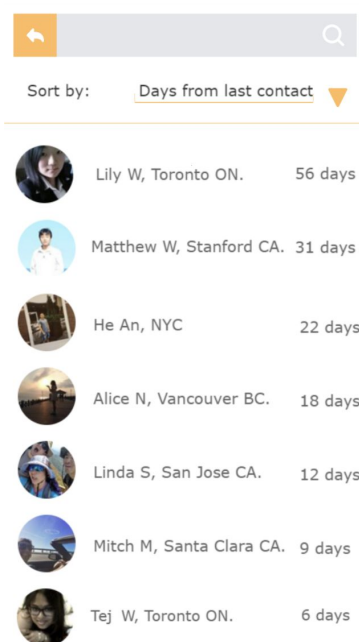 Sort by: Days from last contact
Lily W, Toronto ON. 56 days
Matthew W, Stanford CA. 31 days
He An, NYC 22 days
Alice N, Vancouver BC. 18 days
Linda S, San Jose CA. 12 days
Mitch M, Santa Clara CA. 9 days
Tej W, Toronto ON. 6 days